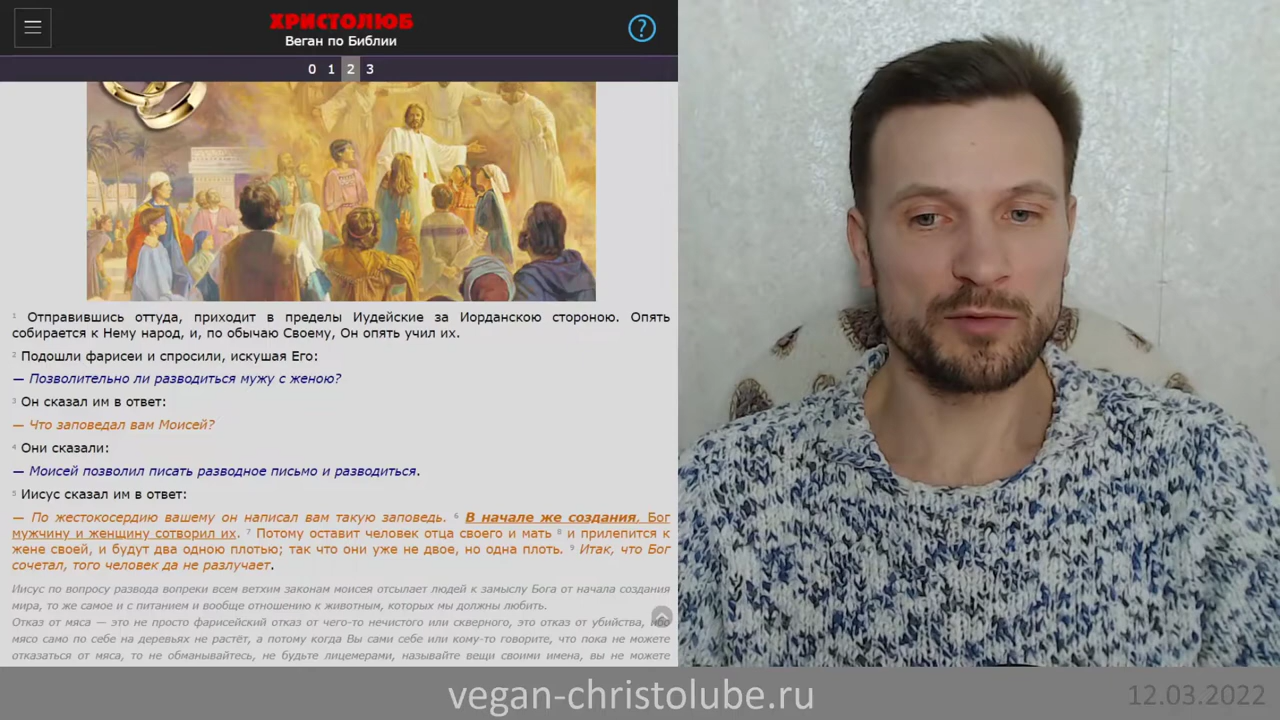 ХРИСТОЛЮБ
Веган по Библии
?
0 1 2 3
1 Отправившись оттуда, приходит в пределы Иудейские за Иорданскою стороною. Опять
собирается к Нему народ, и, по обычаю Своему, Он опять учил их.
2 Подошли фарисеи и спросили, искушая Его:
— Позволительно ли разводиться мужу с женою?
3 Он сказал им в ответ:
— Что заповедал вам Моисей?
4 Они сказали:
— Моисей позволил писать разводное письмо и разводиться.
5 Иисус сказал им в ответ:
— По жестокосердию вашему он написал вам такую заповедь. 6 В начале же создания, Бог
мужчину и женщину сотворил их. 7 Потому оставит человек отца своего и мать 8 и прилепится к
жене своей, и будут два одною плотью; так что они уже не двое, но одна плоть. 9 Итак, что Бог
сочетал, того человек да не разлучает.
Иисус по вопросу развода вопреки всем ветхим законам моисея отсылает людей к замыслу Бога от начала создания
мира, то же самое и с питанием и вообще отношению к животным, которых мы должны любить.
Отказ от мяса — это не просто фарисейский отказ от чего-то нечистого или скверного, это отказ от убийства, ибо
мясо само по себе на деревьях не растёт, а потому когда Вы сами себе или кому-то говорите, что пока не можете
отказаться от мяса, то не обманывайтесь, не будьте лицемерами, называйте вещи своими имена, вы не можете
vegan-christolube.ru
12.03.2022